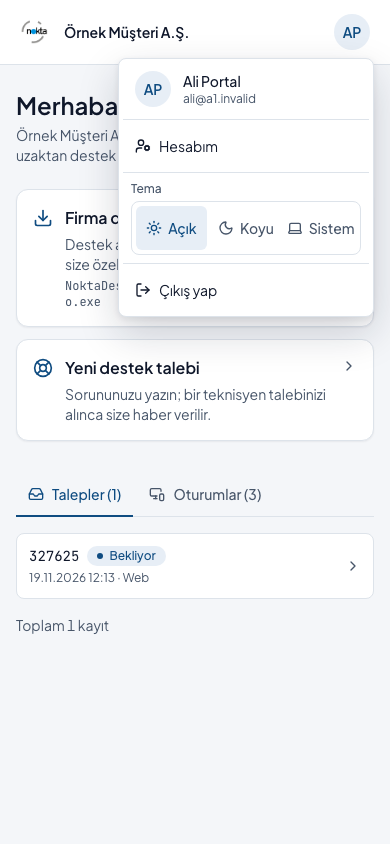 nokta
Örnek Müşteri A.Ş.
AP
AP
Ali Portal
ali@a1.invalid
Hesabım
Tema
Açık
Koyu
Sistem
Çıkış yap
Merhaba
Örnek Müşteri A
uzaktan destek
Firma
Destek
size özel
NoktaDes
o.exe
Yeni destek talebi
Sorununuzu yazın; bir teknisyen talebinizi
alınca size haber verilir.
Talepler (1)
Oturumlar (3)
327625
Bekliyor
19.11.2026 12:13 · Web
Toplam 1 kayıt